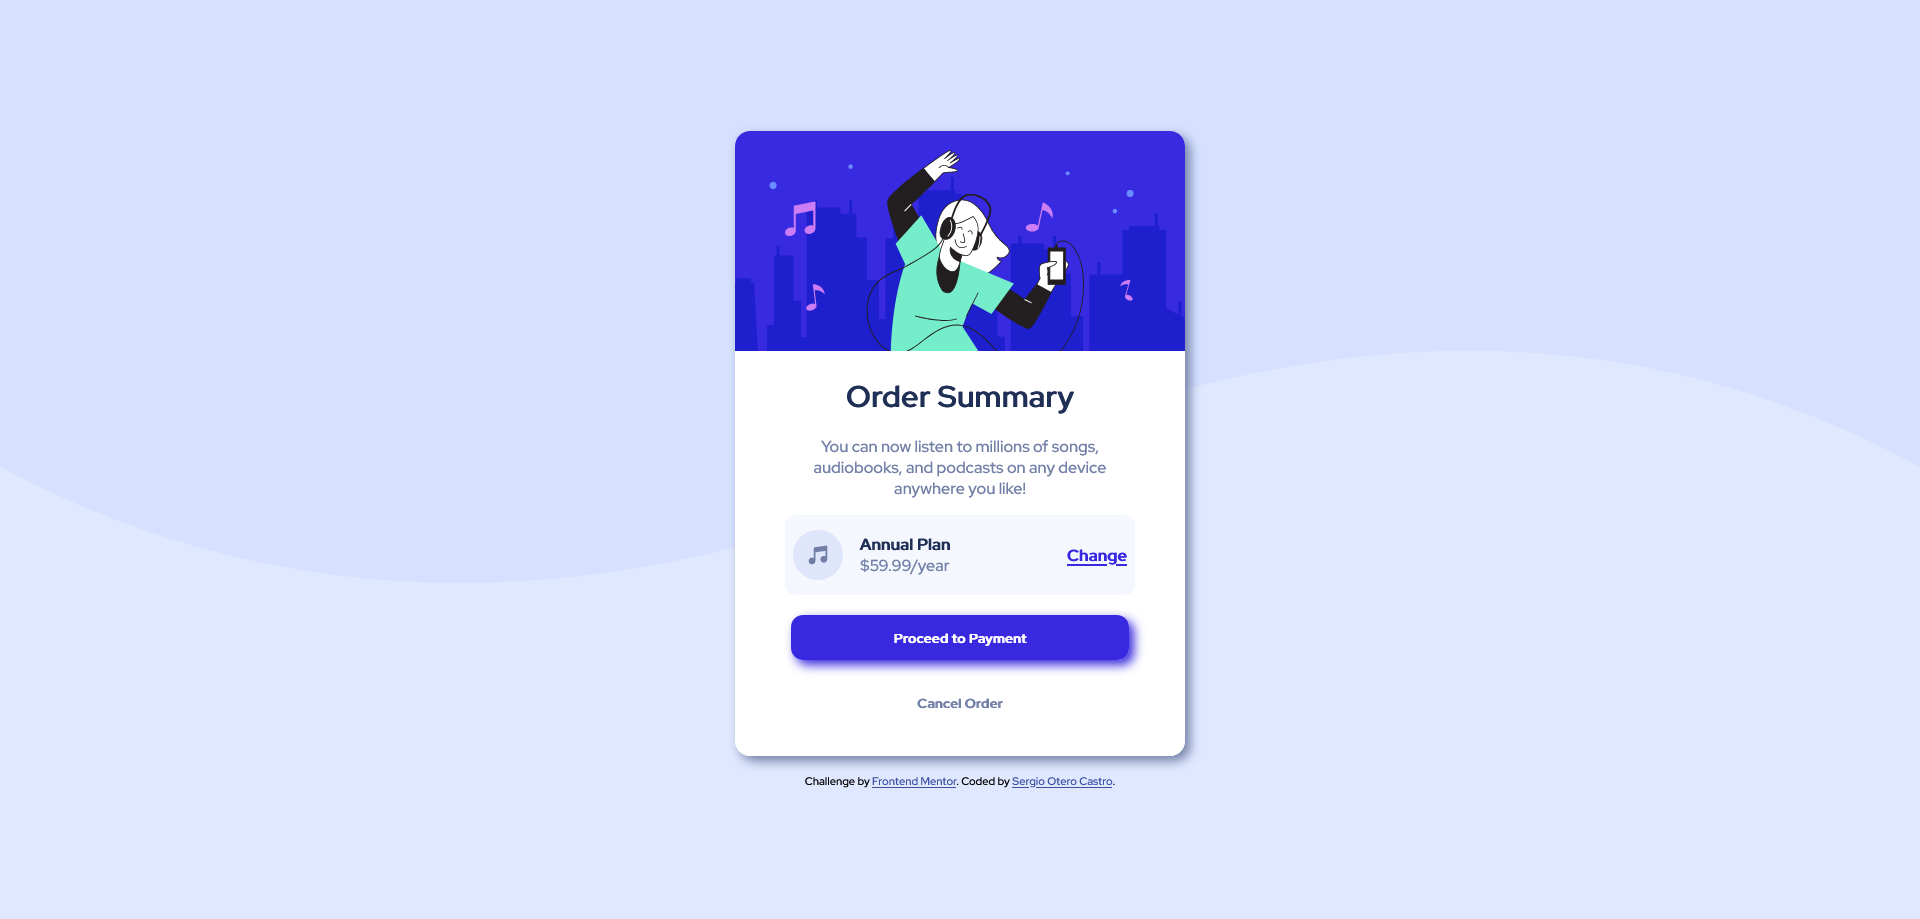 Order Summary
You can now listen to millions of songs,
audiobooks, and podcasts on any device
anywhere you like!
Annual Plan
$59.99/year
Change
Proceed to Payment
Cancel Order
Challenge by Frontend Mentor. Coded by Sergio Otero Castro.